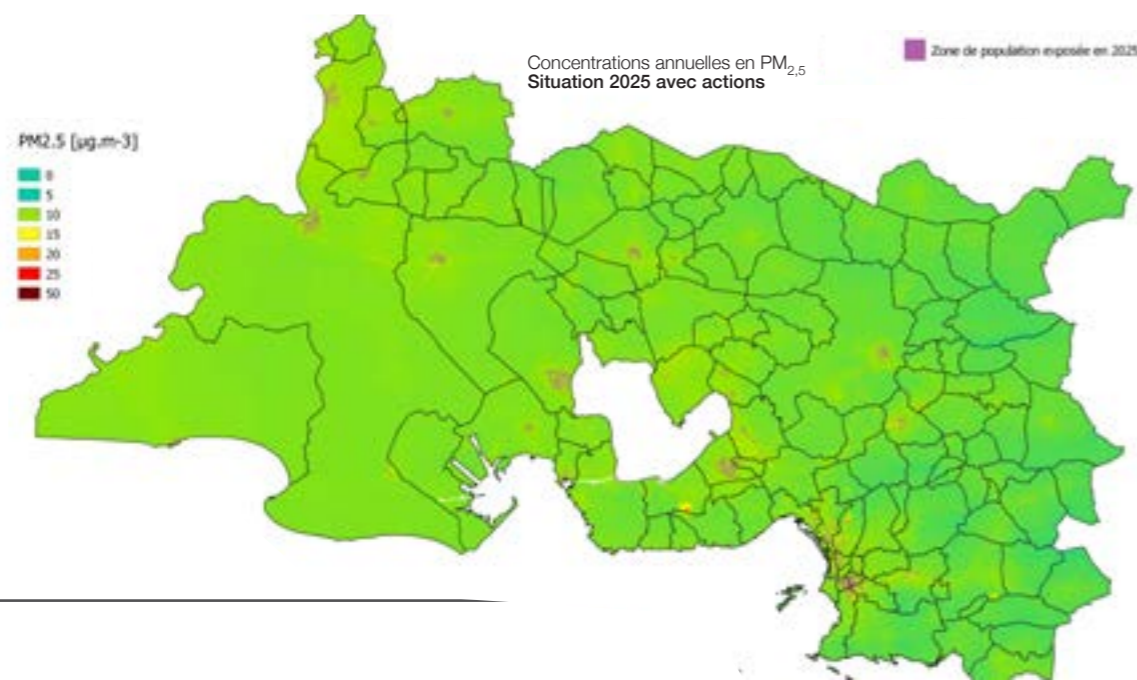 Concentrations annuelles en PM2,5
Situation 2025 avec actions
Zone de population exposée en 2025
PM2.5 [µg.m-3]
0
5
10
15
20
25
50